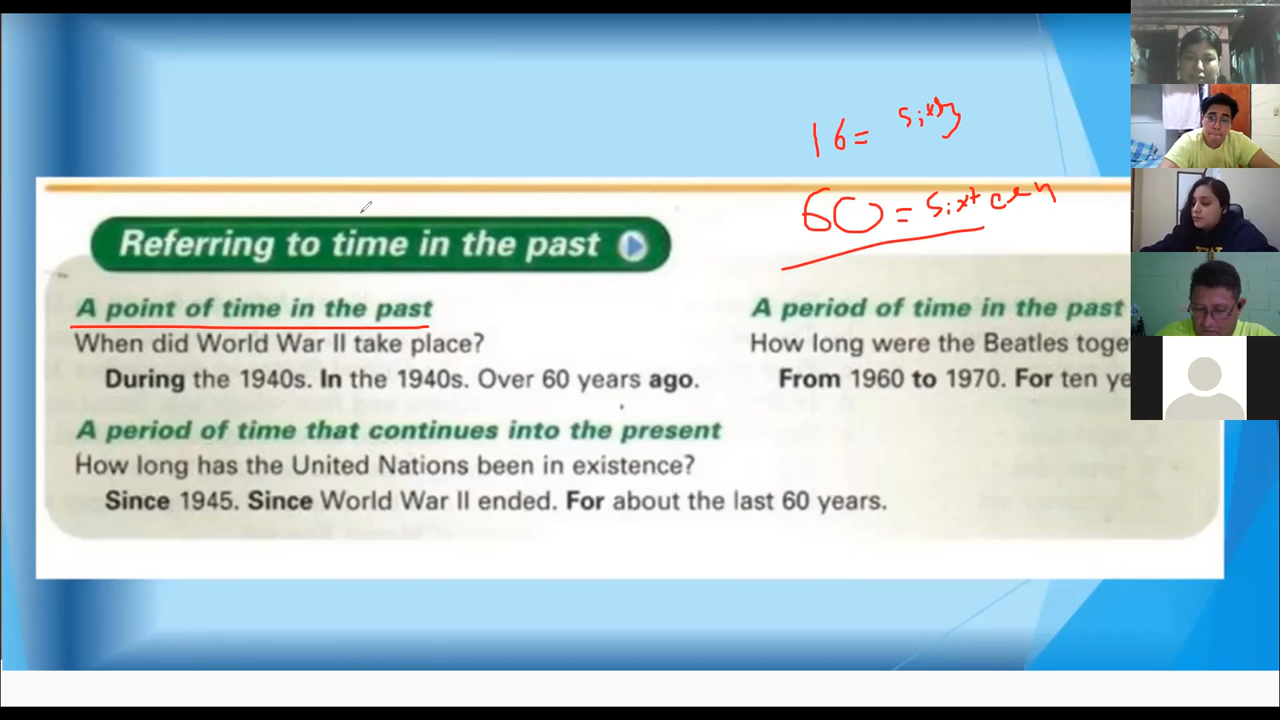 16 = sixty
60 = sixteen
Referring to time in the past
A point of time in the past
When did World War II take place?
During the 1940s. In the 1940s. Over 60 years ago.
A period of time in the past
How long were the Beatles toge
From 1960 to 1970. For ten ye
A period of time that continues into the present
How long has the United Nations been in existence?
Since 1945. Since World War II ended. For about the last 60 years.